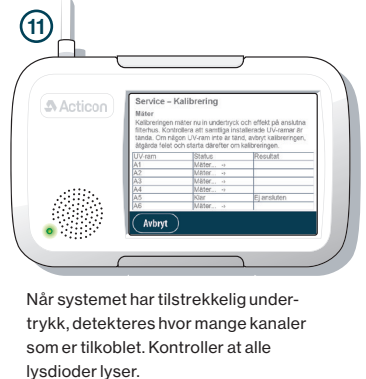 11
Acticon
Service – Kalibrering
Mäter
Kalibreringen mäter nu in undertryck och effekt på anslutna
filterhus. Kontrollera att samtliga installerade UV-ramar är
tända. Om någon UV-ram inte är tänd, avbryt kalibreringen,
åtgärda felet och starta därefter om kalibreringen.
UV-ram Status Resultat
A1 Mäter... →
A2 Mäter... →
A3 Mäter... →
A4 Mäter... →
A5 Klar Ej ansluten
A6 Mäter... →
Avbryt
Når systemet har tilstrekkelig under-
trykk, detekteres hvor mange kanaler
som er tilkoblet. Kontroller at alle
lysdioder lyser.